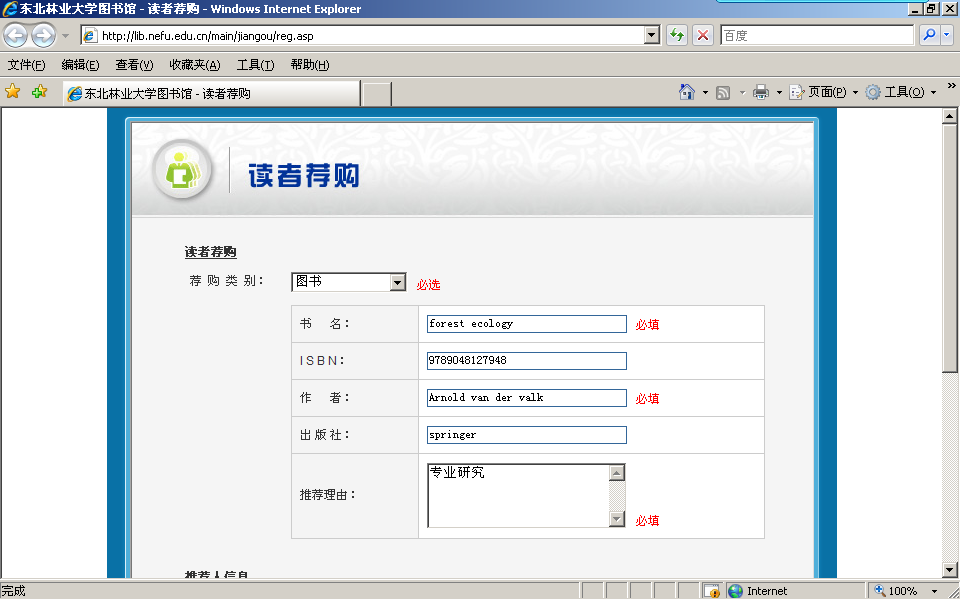 东北林业大学图书馆 - 读者荐购 - Windows Internet Explorer
http://lib.nefu.edu.cn/main/jiangou/reg.asp
百度
文件(F) 编辑(E) 查看(V) 收藏夹(A) 工具(T) 帮助(H)
东北林业大学图书馆 - 读者荐购
页面(P) 工具(O) »
读者荐购
读者荐购
荐 购 类 别： 图书 必选
书 名： forest ecology 必填
ISBN： 9789048127948
作 者： Arnold van der valk 必填
出 版 社： springer
推荐理由： 专业研究 必填
推荐人信息
完成 Internet 100%